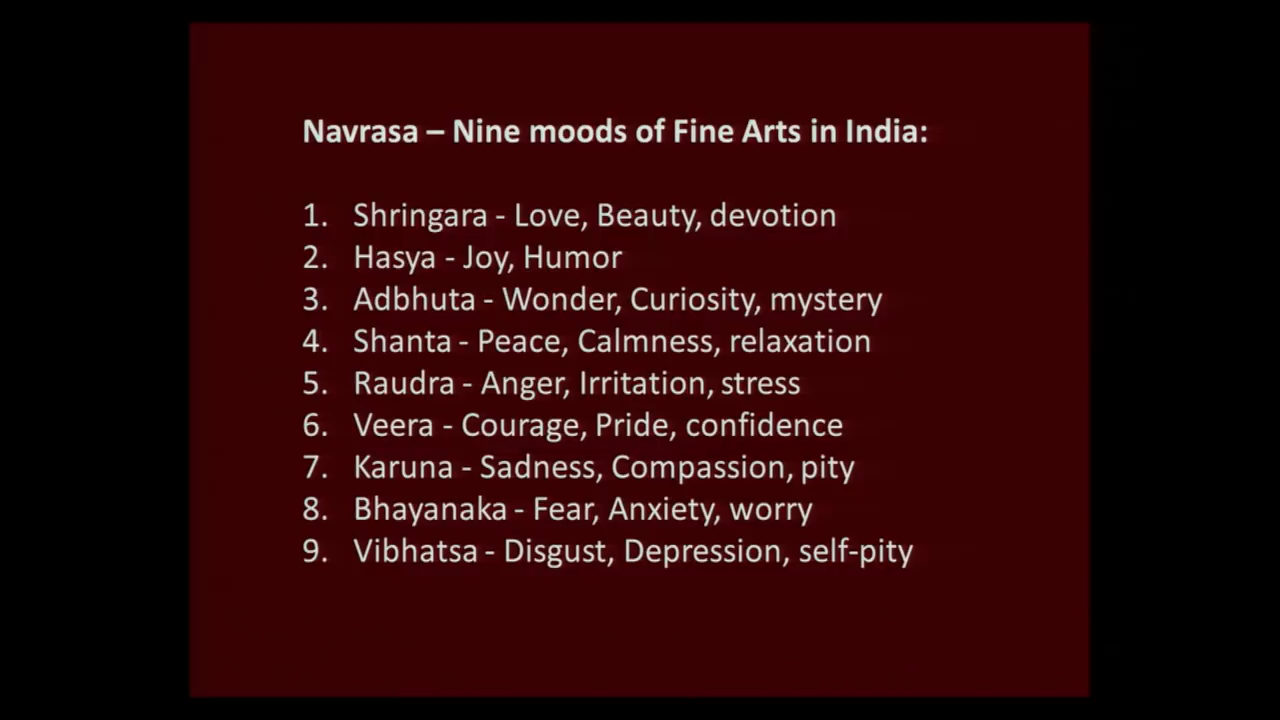 Navrasa – Nine moods of Fine Arts in India:
1. Shringara - Love, Beauty, devotion
2. Hasya - Joy, Humor
3. Adbhuta - Wonder, Curiosity, mystery
4. Shanta - Peace, Calmness, relaxation
5. Raudra - Anger, Irritation, stress
6. Veera - Courage, Pride, confidence
7. Karuna - Sadness, Compassion, pity
8. Bhayanaka - Fear, Anxiety, worry
9. Vibhatsa - Disgust, Depression, self-pity